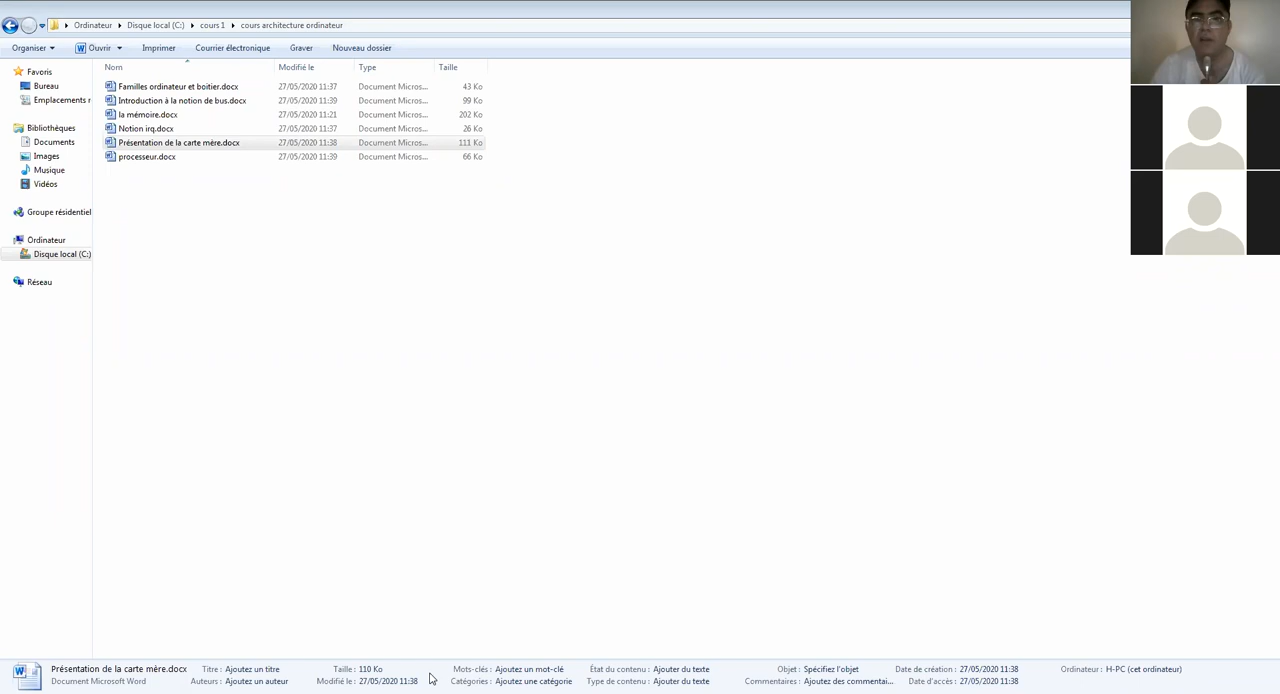 Ordinateur Disque local (C:) cours 1 cours architecture ordinateur
Organiser Ouvrir Imprimer Courrier électronique Graver Nouveau dossier
Nom Modifié le Type Taille
Favoris
Bureau
Emplacements r
Bibliothèques
Documents
Images
Musique
Vidéos
Groupe résidentiel
Ordinateur
Disque local (C:)
Réseau
Familles ordinateur et boitier.docx 27/05/2020 11:37 Document Micros... 43 Ko
Introduction à la notion de bus.docx 27/05/2020 11:39 Document Micros... 99 Ko
la mémoire.docx 27/05/2020 11:21 Document Micros... 202 Ko
Notion irq.docx 27/05/2020 11:37 Document Micros... 26 Ko
Présentation de la carte mère.docx 27/05/2020 11:38 Document Micros... 111 Ko
processeur.docx 27/05/2020 11:39 Document Micros... 66 Ko
Présentation de la carte mère.docx Titre : Ajoutez un titre Taille : 110 Ko Mots-clés : Ajoutez un mot-clé État du contenu : Ajouter du texte Objet : Spécifiez l'objet Date de création : 27/05/2020 11:38 Ordinateur : H-PC (cet ordinateur)
Document Microsoft Word Auteurs : Ajoutez un auteur Modifié le : 27/05/2020 11:38 Catégories : Ajoutez une catégorie Type de contenu : Ajouter du texte Commentaires : Ajoutez des commentai... Date d'accès : 27/05/2020 11:38